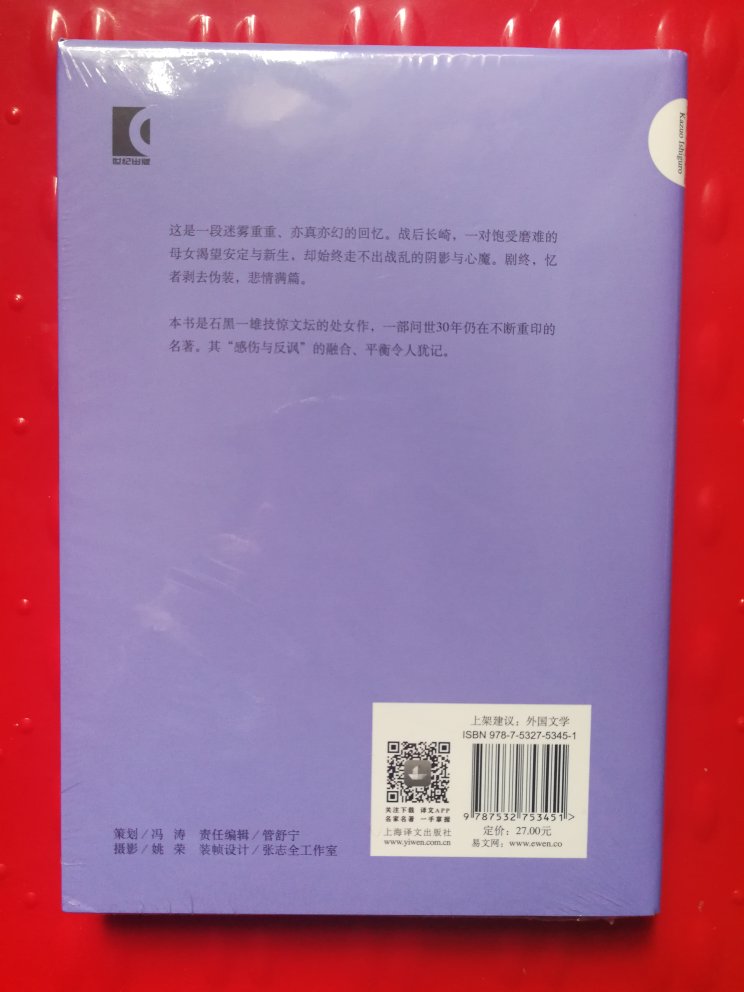 Kazuo Ishiguro
世纪出版
这是一段迷雾重重、亦真亦幻的回忆。战后长崎，一对饱受磨难的
母女渴望安定与新生，却始终走不出战乱的阴影与心魔。剧终，忆
者剥去伪装，悲情满篇。
本书是石黑一雄技惊文坛的处女作，一部问世30年仍在不断重印的
名著。其“感伤与反讽”的融合、平衡令人犹记。
上架建议：外国文学
ISBN 978-7-5327-5345-1
关注下载 译文APP
名家名著 一手掌握
上海译文出版社
www.yiwen.com.cn
9 787532 753451 >
定价：27.00元
易文网：www.ewen.co
策划／冯 涛 责任编辑／管舒宁
摄影／姚 荣 装帧设计／张志全工作室